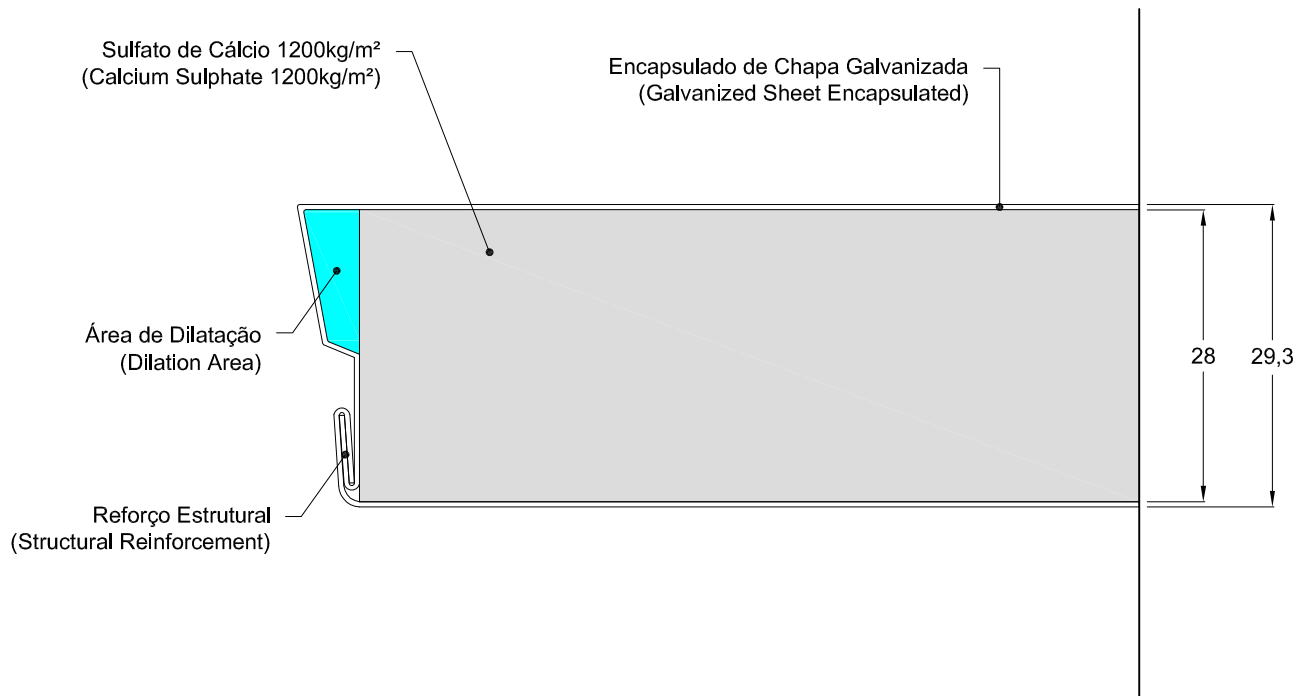 Sulfato de Cálcio 1200kg/m²
(Calcium Sulphate 1200kg/m²)
Encapsulado de Chapa Galvanizada
(Galvanized Sheet Encapsulated)
Área de Dilatação
(Dilation Area)
28
29,3
Reforço Estrutural
(Structural Reinforcement)